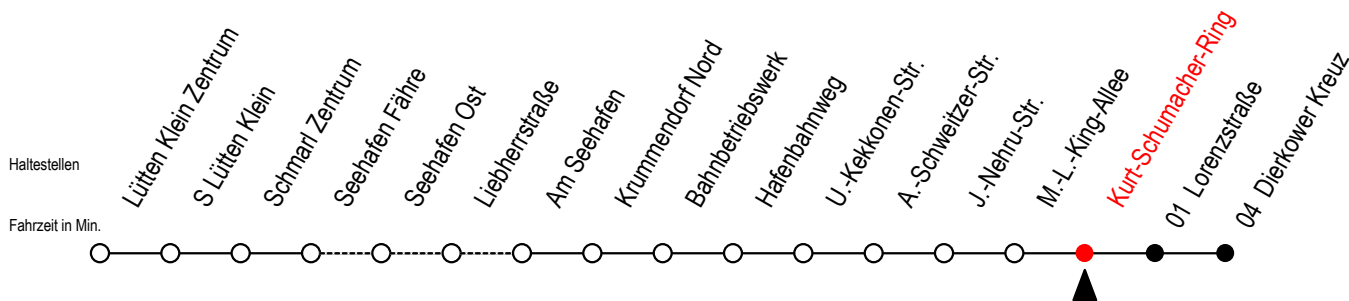 Haltestellen
Fahrzeit in Min.
Lütten Klein Zentrum
S Lütten Klein
Schmarl Zentrum
Seehafen Fähre
Seehafen Ost
Liebherrstraße
Am Seehafen
Krummendorf Nord
Bahnbetriebswerk
Hafenbahnweg
U.-Kekkonen-Str.
A.-Schweitzer-Str.
J.-Nehru-Str.
M.-L.-King-Allee
Kurt-Schumacher-Ring
01 Lorenzstraße
04 Dierkower Kreuz